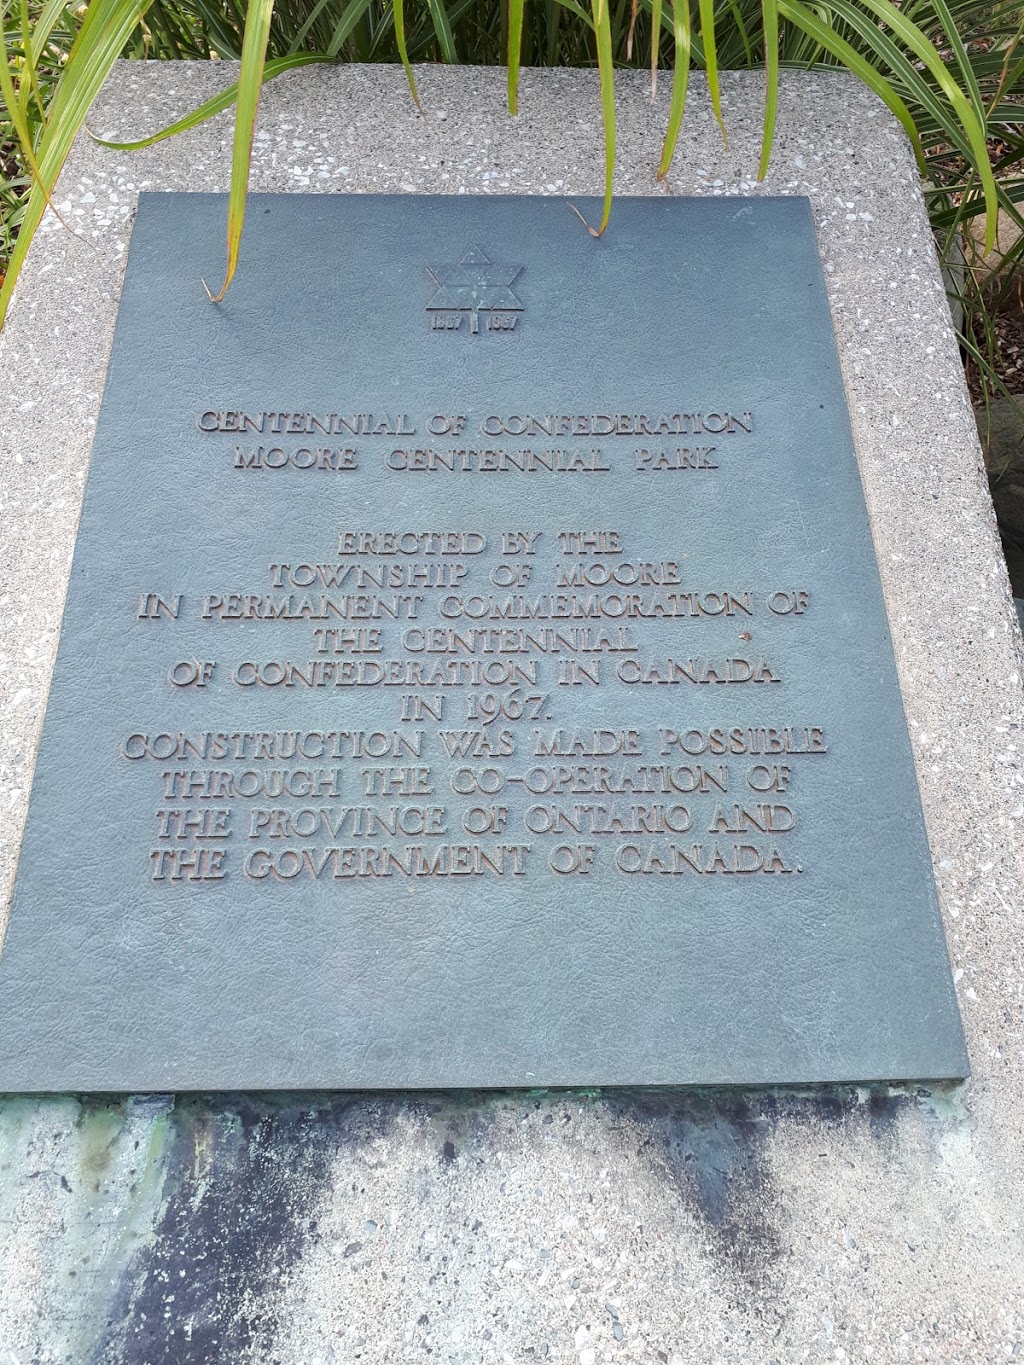 1867 1967
CENTENNIAL OF CONFEDERATION
MOORE CENTENNIAL PARK
ERECTED BY THE
TOWNSHIP OF MOORE
IN PERMANENT COMMEMORATION OF
THE CENTENNIAL
OF CONFEDERATION IN CANADA
IN 1967.
CONSTRUCTION WAS MADE POSSIBLE
THROUGH THE CO-OPERATION OF
THE PROVINCE OF ONTARIO AND
THE GOVERNMENT OF CANADA.